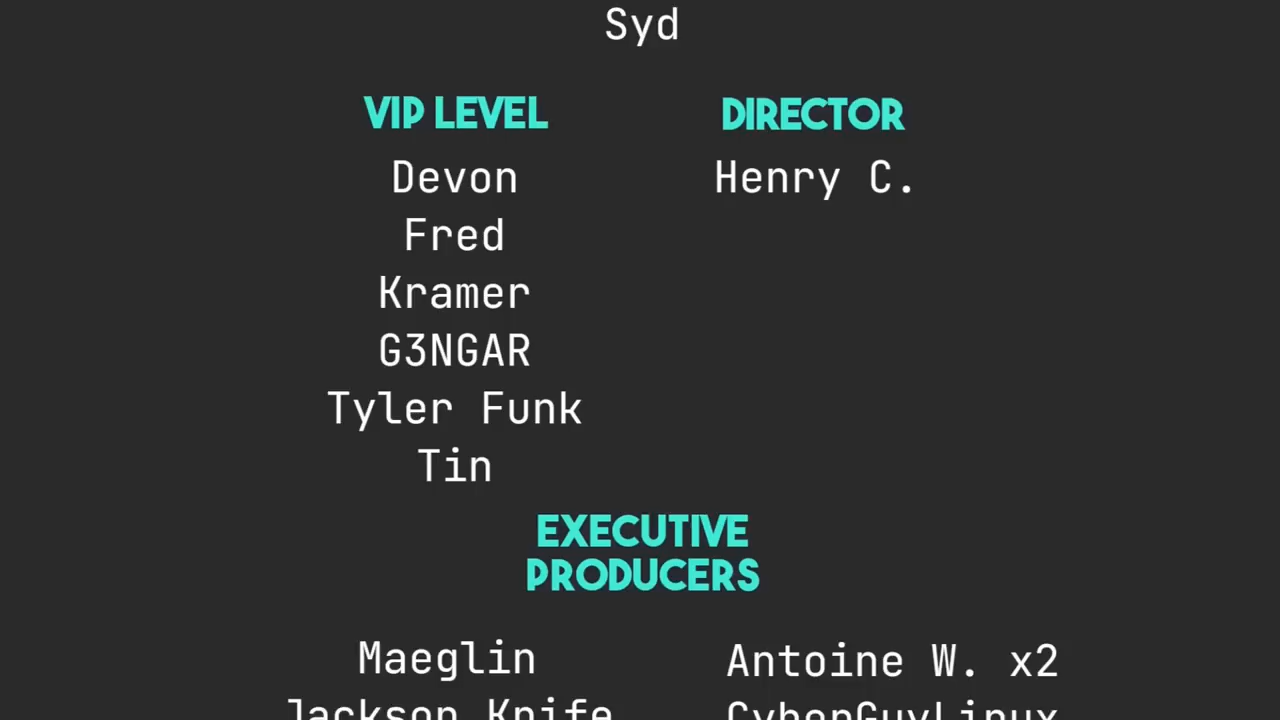 Syd
VIP LEVEL
Devon
Fred
Kramer
G3NGAR
Tyler Funk
Tin
DIRECTOR
Henry C.
EXECUTIVE
PRODUCERS
Maeglin
Jackson Knife
Antoine W. x2
CyberGuyLinux